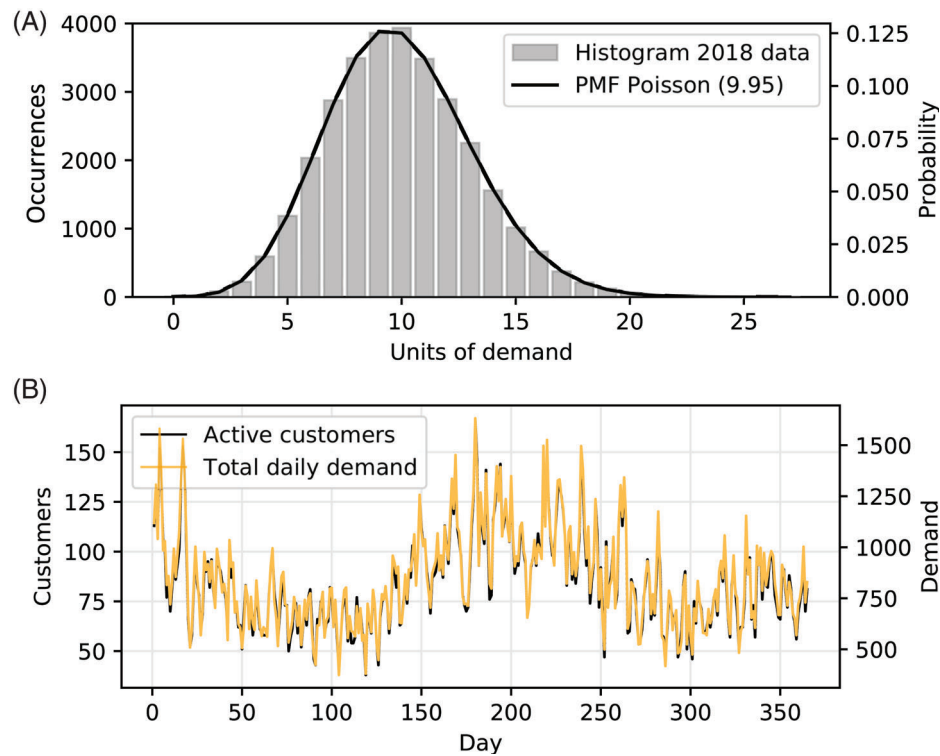 (A)
4000
3000
2000
1000
0
Occurrences
Histogram 2018 data
PMF Poisson (9.95)
0.125
0.100
0.075
0.050
0.025
0.000
Probability
0 5 10 15 20 25
Units of demand
(B)
150
125
100
75
50
Customers
Active customers
Total daily demand
1500
1250
1000
750
500
Demand
0 50 100 150 200 250 300 350
Day